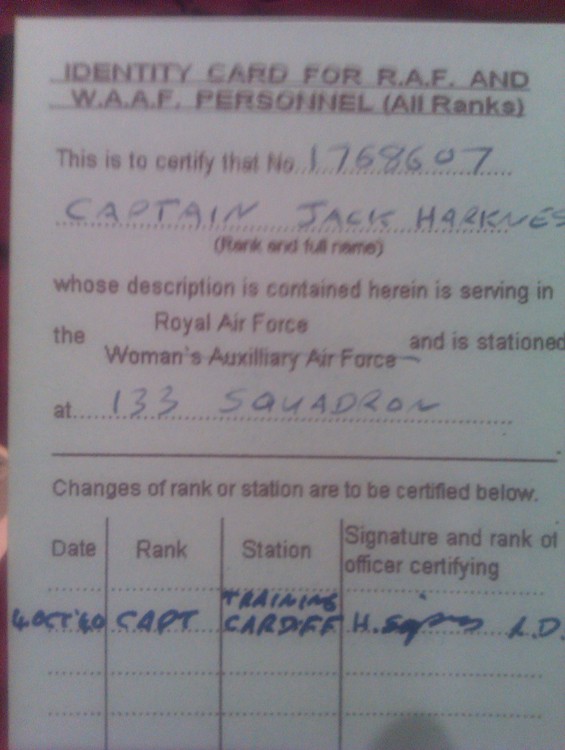 IDENTITY CARD FOR R.A.F. AND
W.A.A.F. PERSONNEL (All Ranks)
This is to certify that No. 1768607
CAPTAIN JACK HARKNES
(Rank and full name)
whose description is contained herein is serving in
the Royal Air Force
Woman's Auxilliary Air Force and is stationed
at 133 SQUADRON
Changes of rank or station are to be certified below.
Date Rank Station Signature and rank of
officer certifying
TRAINING
4 OCT '40 CAPT CARDIFF H. L.D.